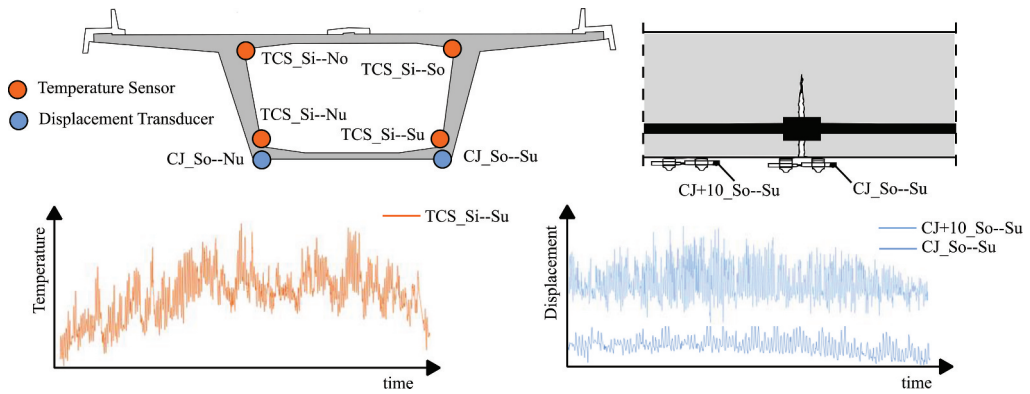 TCS_Si--No
TCS_Si--So
Temperature Sensor
Displacement Transducer
TCS_Si--Nu
TCS_Si--Su
CJ_So--Nu
CJ_So--Su
CJ+10_So--Su
CJ_So--Su
Temperature
TCS_Si--Su
time
Displacement
CJ+10_So--Su
CJ_So--Su
time